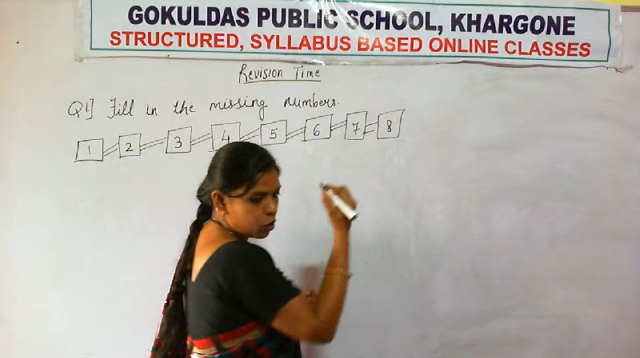 GOKULDAS PUBLIC SCHOOL, KHARGONE
STRUCTURED, SYLLABUS BASED ONLINE CLASSES
Revision Time
Q1] Fill in the missing numbers.
1 2 3 4 5 6 7 8